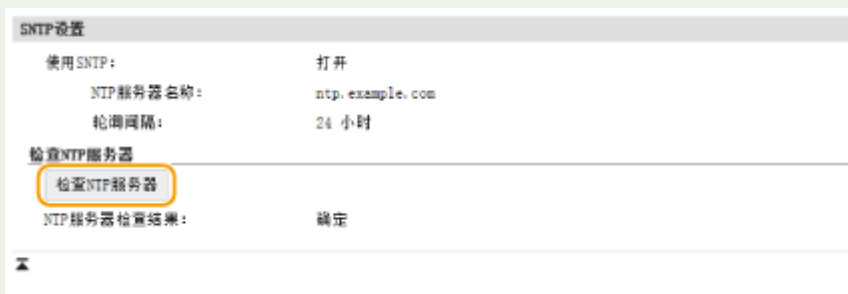 SNTP设置
使用SNTP: 打开
NTP服务器名称: ntp.example.com
轮询间隔: 24 小时
检查NTP服务器
检查NTP服务器
NTP服务器检查结果: 确定